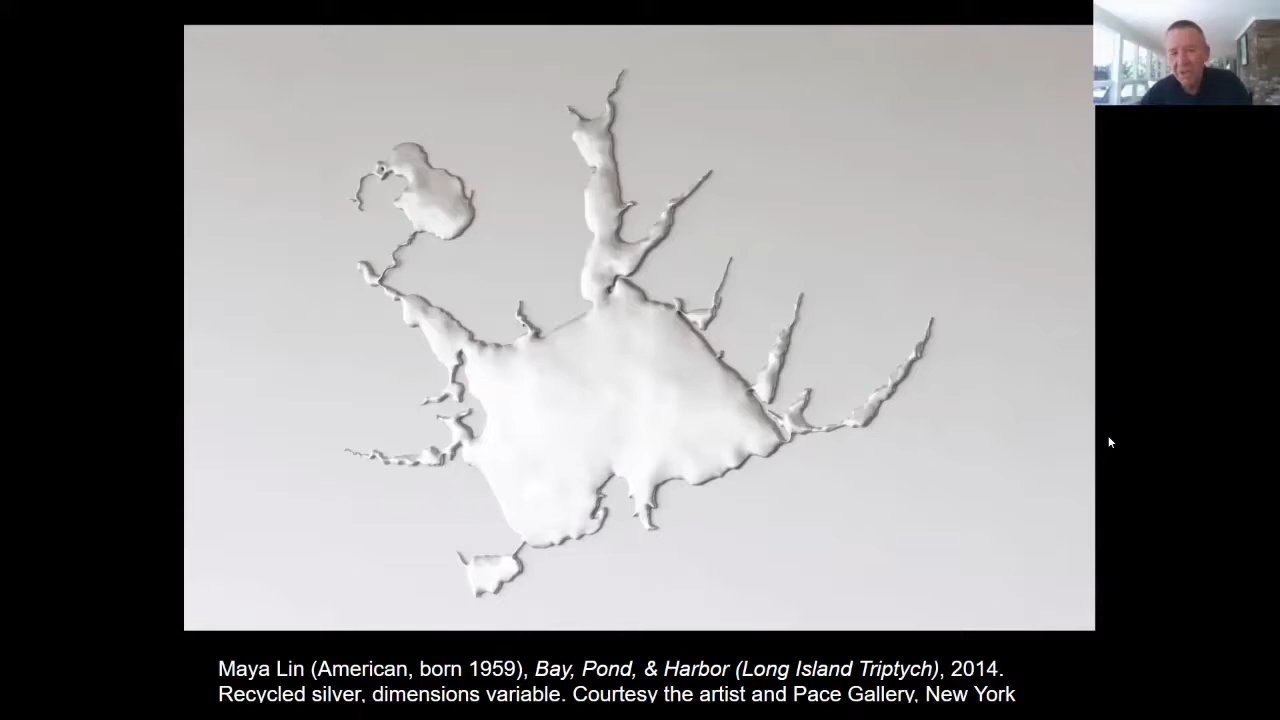 Maya Lin (American, born 1959), Bay, Pond, & Harbor (Long Island Triptych), 2014.
Recycled silver, dimensions variable. Courtesy the artist and Pace Gallery, New York